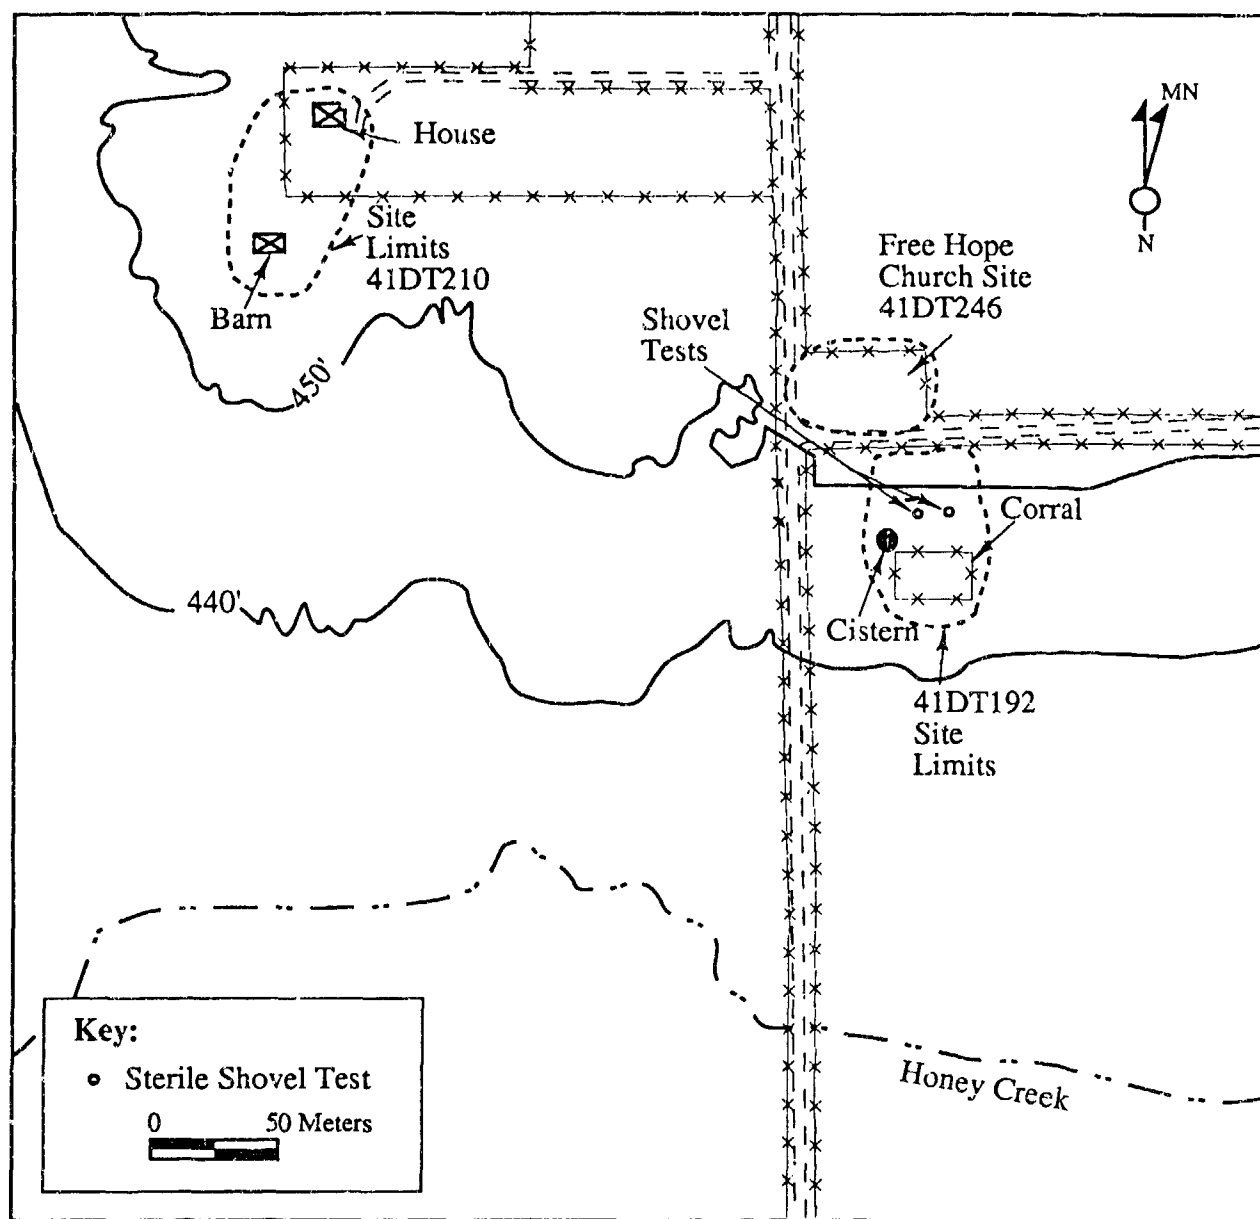 MN
N
House
Site
Limits
41DT210
Barn
Free Hope
Church Site
41DT246
Shovel
Tests
450'
Corral
440'
Cistern
41DT192
Site
Limits
Honey Creek
Key:
Sterile Shovel Test
0 50 Meters